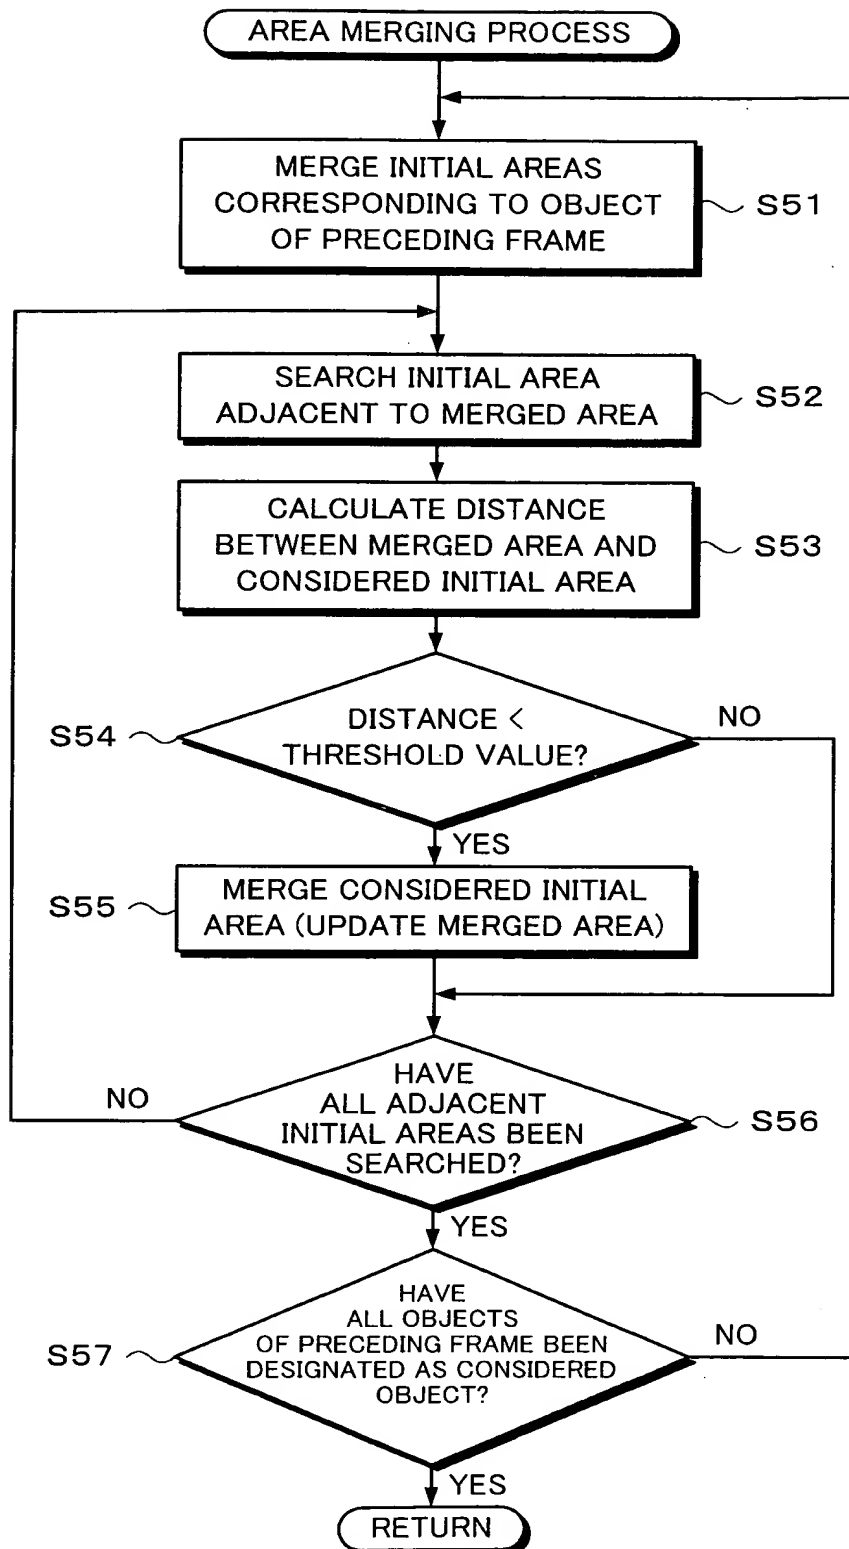 AREA MERGING PROCESS
MERGE INITIAL AREAS
CORRESPONDING TO OBJECT
OF PRECEDING FRAME
S51
SEARCH INITIAL AREA
ADJACENT TO MERGED AREA
S52
CALCULATE DISTANCE
BETWEEN MERGED AREA AND
CONSIDERED INITIAL AREA
S53
S54
DISTANCE <
THRESHOLD VALUE?
NO
YES
S55
MERGE CONSIDERED INITIAL
AREA (UPDATE MERGED AREA)
NO
HAVE
ALL ADJACENT
INITIAL AREAS BEEN
SEARCHED?
S56
YES
S57
HAVE
ALL OBJECTS
OF PRECEDING FRAME BEEN
DESIGNATED AS CONSIDERED
OBJECT?
NO
YES
RETURN